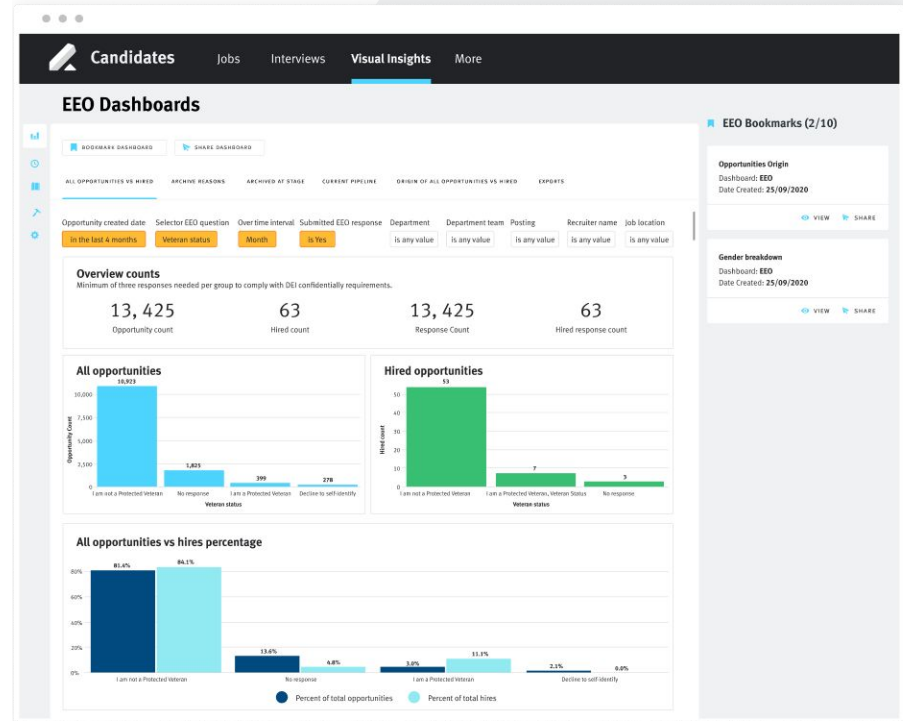 Candidates Jobs Interviews Visual Insights More
EEO Dashboards
BOOKMARK DASHBOARD SHARE DASHBOARD
ALL OPPORTUNITIES VS HIRED ARCHIVE REASONS ARCHIVED AT STAGE CURRENT PIPELINE ORIGIN OF ALL OPPORTUNITIES VS HIRED EXPORTS
Opportunity created date Selector EEO question Over time interval Submitted EEO response Department Department team Posting Recruiter name Job location
in the last 4 months Veteran status Month is Yes is any value is any value is any value is any value is any value
Overview counts
Minimum of three responses needed per group to comply with DEI confidentially requirements.
13,425 63 13,425 63
Opportunity count Hired count Response Count Hired response count
All opportunities
10,923
10,000
7,500
5,000
2,500
0
1,825
399
278
Opportunity Count
I am not a Protected Veteran No response I am a Protected Veteran Decline to self-identify
Veteran status
Hired opportunities
53
50
40
30
20
10
0
7
3
Hired count
I am not a Protected Veteran I am a Protected Veteran, Veteran Status No response
Veteran status
All opportunities vs hires percentage
81.4% 84.1%
80%
60%
40%
20%
0%
13.6% 4.8%
3.0% 11.1%
2.1% 0.0%
I am not a Protected Veteran No response I am a Protected Veteran Decline to self-identify
Percent of total opportunities Percent of total hires
EEO Bookmarks (2/10)
Opportunities Origin
Dashboard: EEO
Date Created: 25/09/2020
VIEW SHARE
Gender breakdown
Dashboard: EEO
Date Created: 25/09/2020
VIEW SHARE